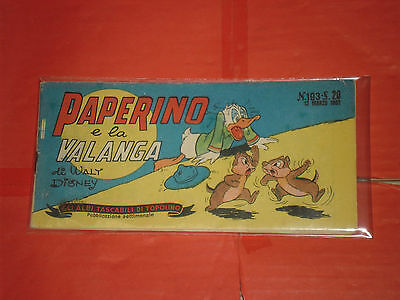 PAPERINO
e la
VALANGA
di WALT
DISNEY
N. 193 - £. 20
GLI ALBI TASCABILI DI TOPOLINO
Pubblicazione settimanale